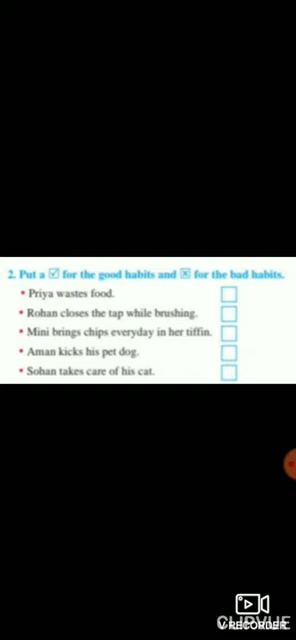 2. Put a ☑ for the good habits and ☒ for the bad habits.
• Priya wastes food. ☐
• Rohan closes the tap while brushing. ☐
• Mini brings chips everyday in her tiffin. ☐
• Aman kicks his pet dog. ☐
• Sohan takes care of his cat. ☐
V RECORDER